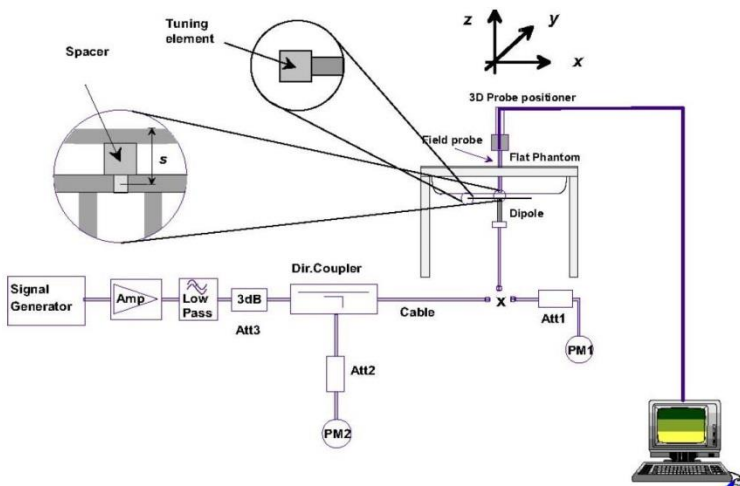 Tuning
element
Spacer
s
z
y
x
3D Probe positioner
Field probe
Flat Phantom
Dipole
Signal
Generator
Amp
Low
Pass
3dB
Att3
Dir.Coupler
Cable
x
Att1
PM1
Att2
PM2